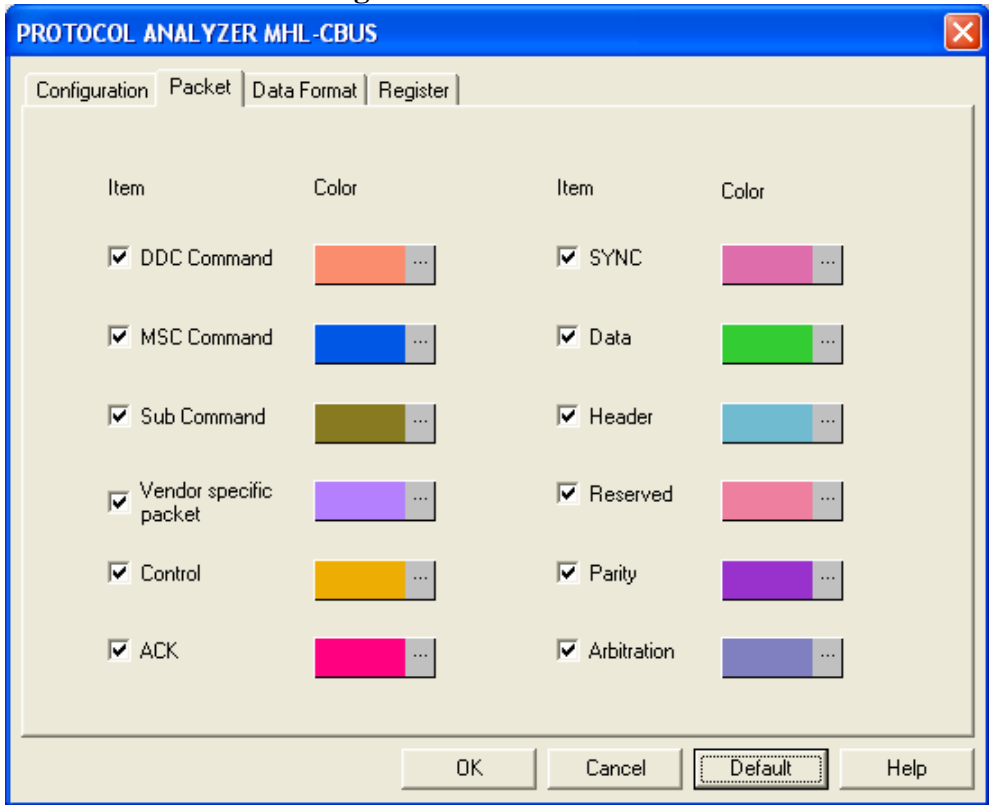 PROTOCOL ANALYZER MHL-CBUS
Configuration Packet Data Format Register
Item Color Item Color
DDC Command ... SYNC ...
MSC Command ... Data ...
Sub Command ... Header ...
Vendor specific
packet ... Reserved ...
Control ... Parity ...
ACK ... Arbitration ...
OK Cancel Default Help